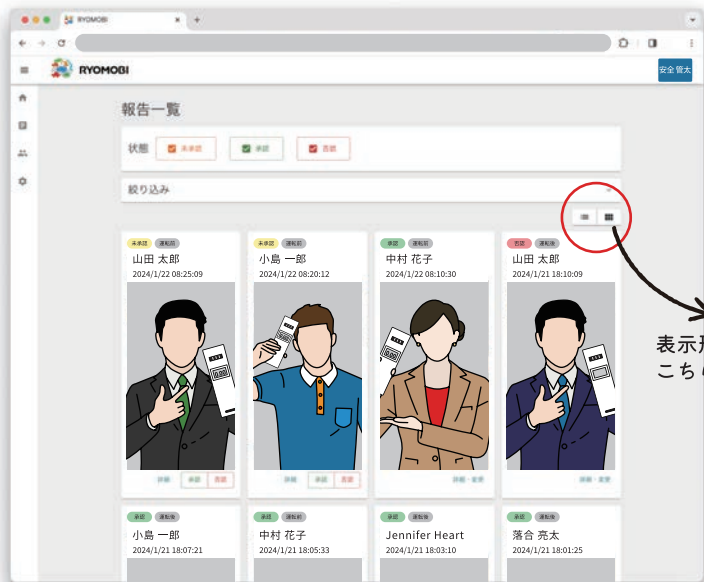 RYOMOBI
RYOMOBI
安全 管太
報告一覧
状態 未承認 承認 否認
絞り込み
未承認 運転前
山田 太郎
2024/1/22 08:25:09
未承認 運転前
小島 一郎
2024/1/22 08:20:12
承認 運転前
中村 花子
2024/1/22 08:10:30
否認 運転後
山田 太郎
2024/1/21 18:10:09
詳細 承認 否認
詳細 承認 否認
詳細・変更
詳細・変更
表示形
こちら
承認 運転後
小島 一郎
2024/1/21 18:07:21
承認 運転後
中村 花子
2024/1/21 18:05:33
承認 運転後
Jennifer Heart
2024/1/21 18:03:10
承認 運転後
落合 亮太
2024/1/21 18:01:25